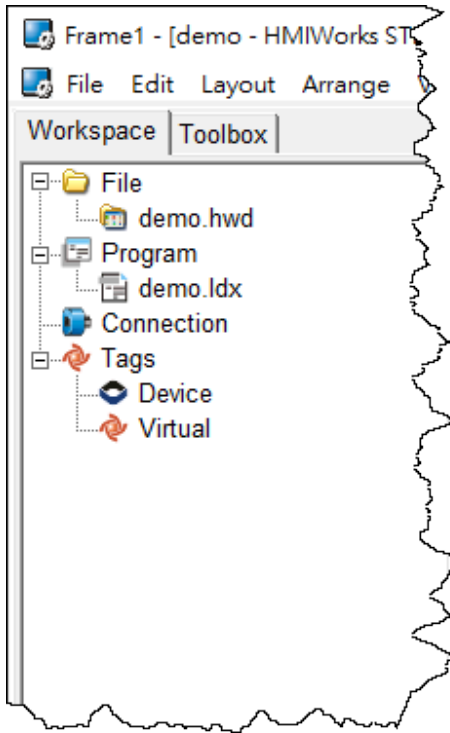 Frame1 - [demo - HMIWorks ST
File Edit Layout Arrange
Workspace Toolbox
File
demo.hwd
Program
demo.ldx
Connection
Tags
Device
Virtual